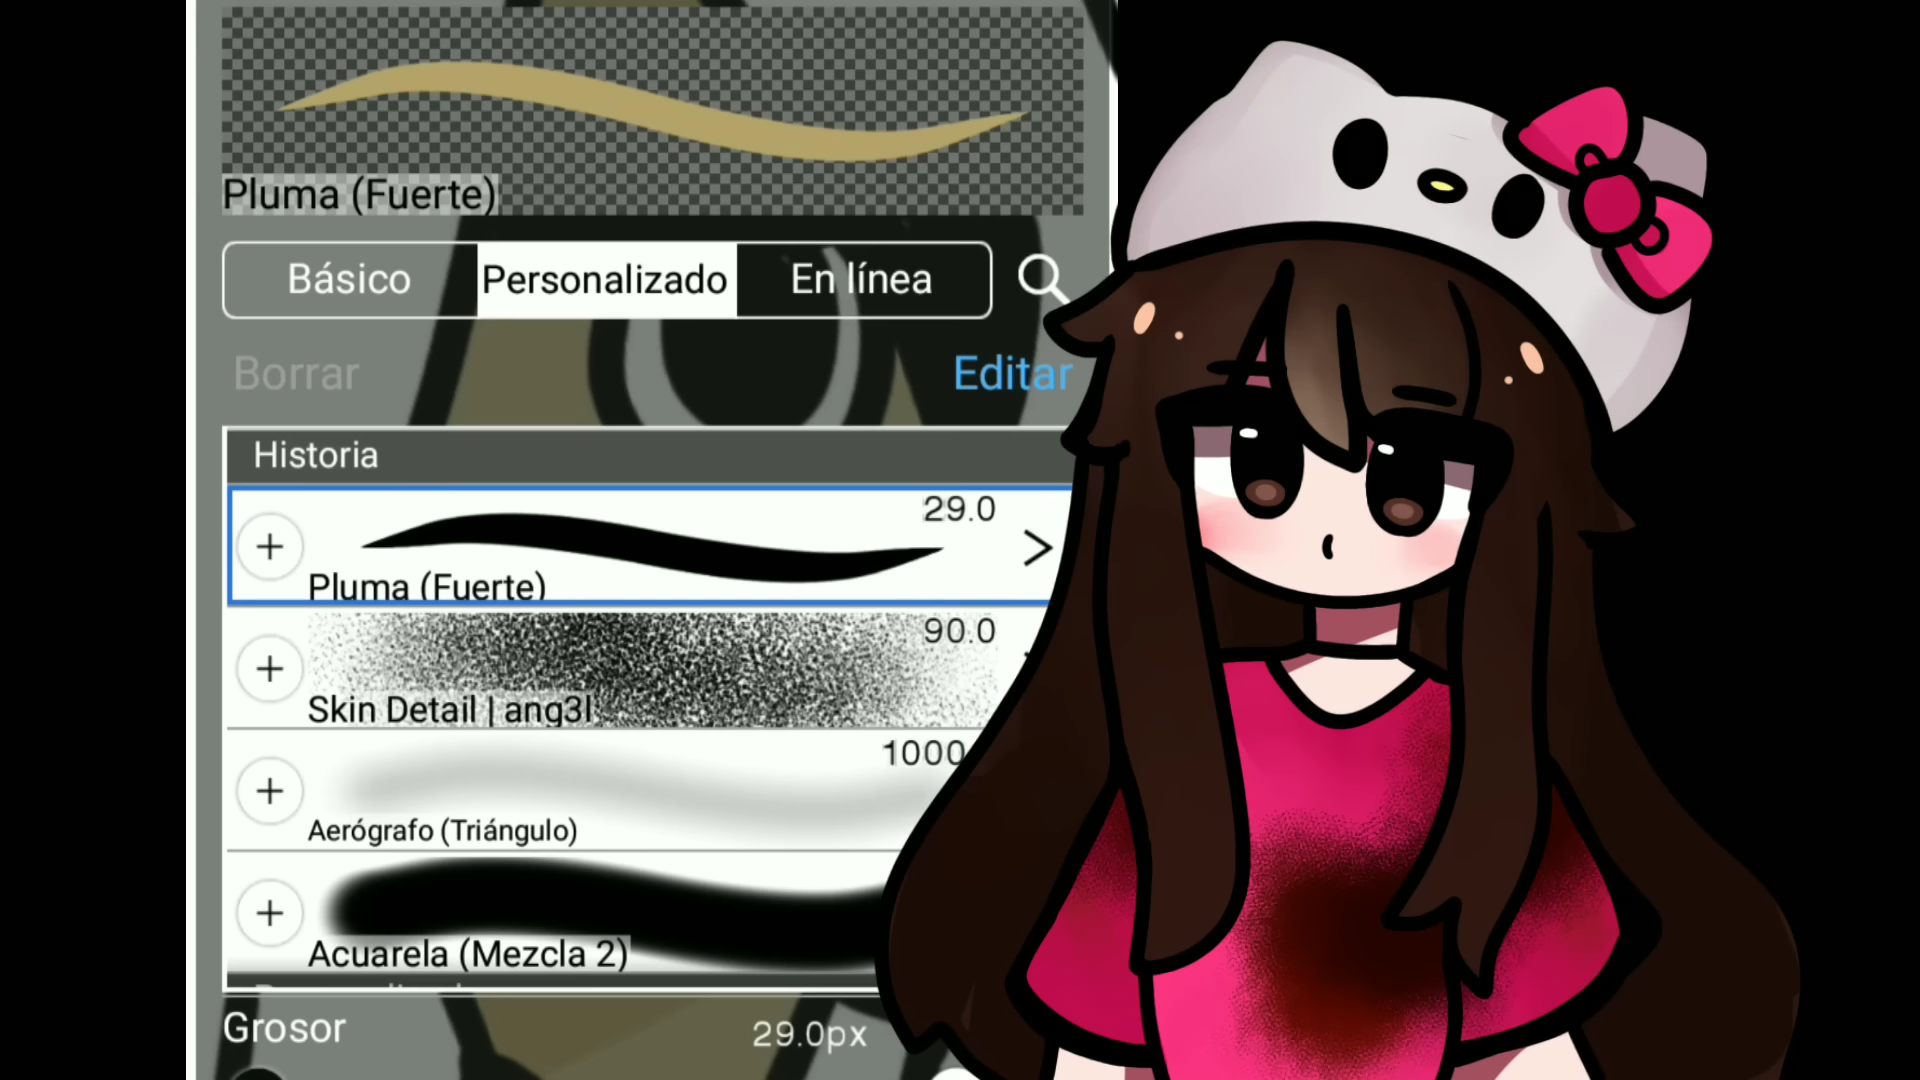 Pluma (Fuerte)
Básico Personalizado En línea
Borrar Editar
Historia
29.0
Pluma (Fuerte)
90.0
Skin Detail | ang3l
1000
Aerógrafo (Triángulo)
Acuarela (Mezcla 2)
Grosor 29.0px